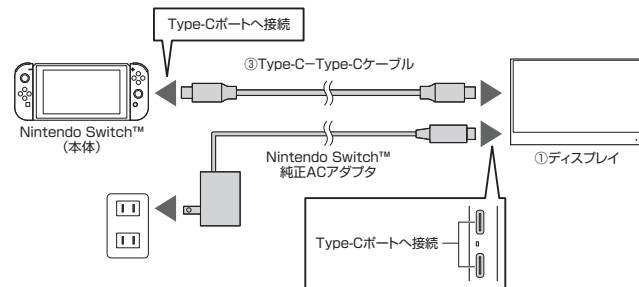 Type-Cポートへ接続
③Type-C−Type-Cケーブル
Nintendo Switch™
（本体）
Nintendo Switch™
純正ACアダプタ
①ディスプレイ
Type-Cポートへ接続